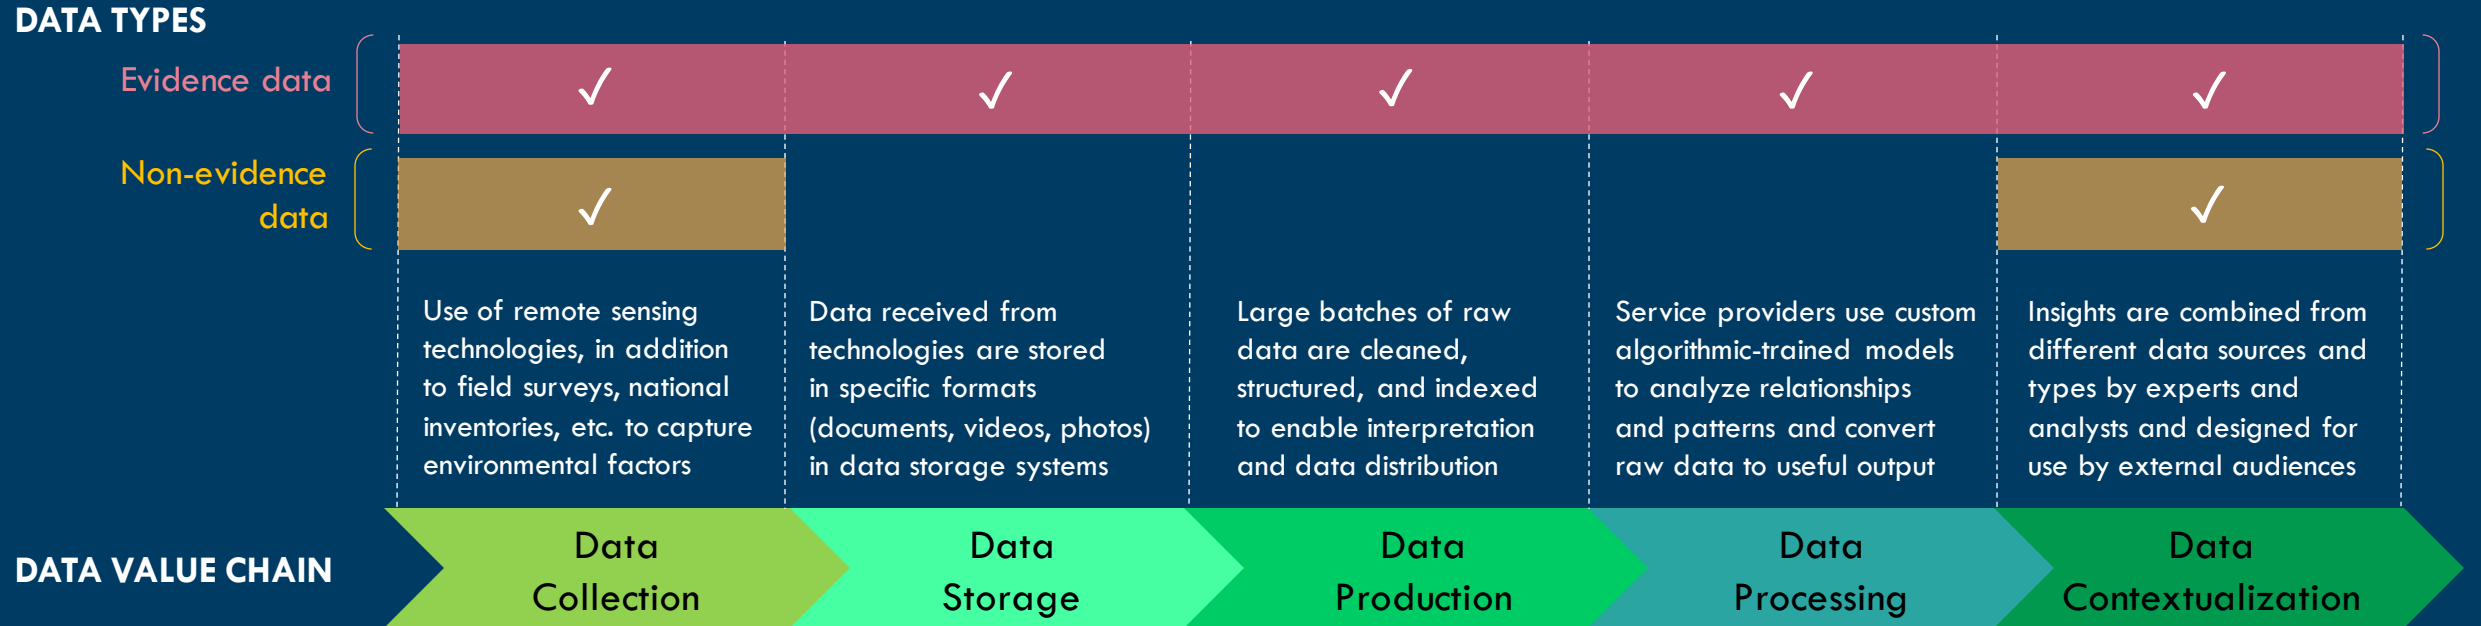 DATA TYPES
Evidence data
✓ ✓ ✓ ✓ ✓
Non-evidence
data
✓ ✓
Use of remote sensing
technologies, in addition
to field surveys, national
inventories, etc. to capture
environmental factors
Data received from
technologies are stored
in specific formats
(documents, videos, photos)
in data storage systems
Large batches of raw
data are cleaned,
structured, and indexed
to enable interpretation
and data distribution
Service providers use custom
algorithmic-trained models
to analyze relationships
and patterns and convert
raw data to useful output
Insights are combined from
different data sources and
types by experts and
analysts and designed for
use by external audiences
DATA VALUE CHAIN
Data
Collection
Data
Storage
Data
Production
Data
Processing
Data
Contextualization